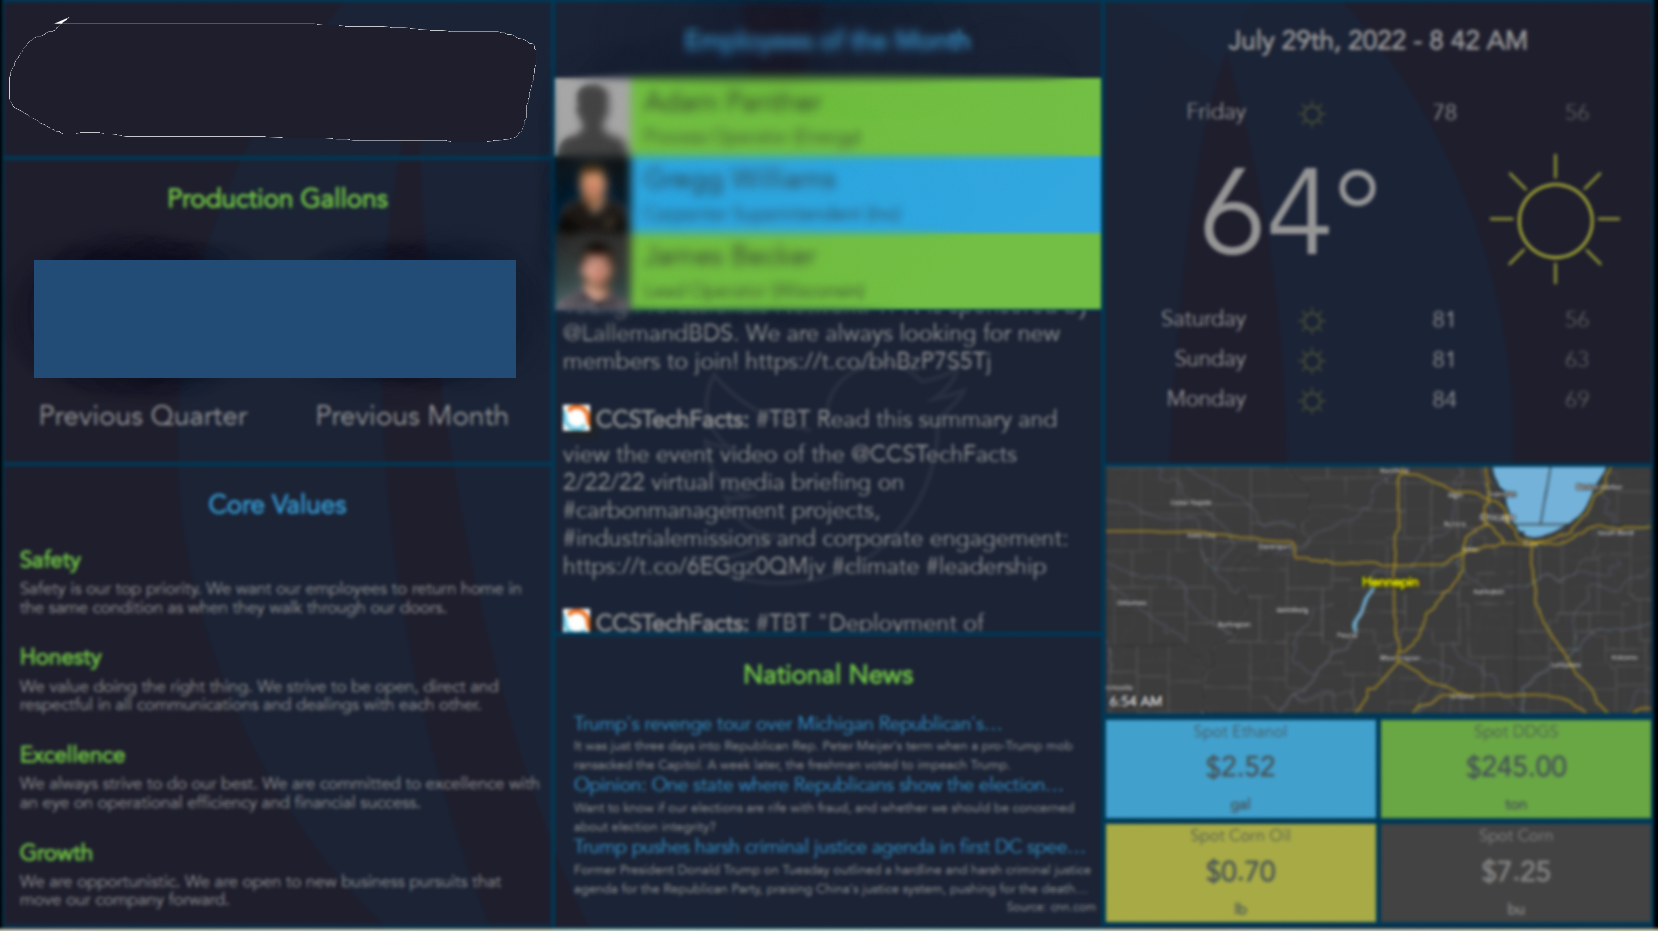 Production Gallons
Previous Quarter
Previous Month
Core Values
Safety
Safety is our top priority. We want our employees to return home in
the same condition as when they walk through our doors.
Honesty
We value doing the right thing. We strive to be open, direct and
respectful in all communications and dealings with each other.
Excellence
We always strive to do our best. We are committed to excellence with
an eye on operational efficiency and financial success.
Growth
We are opportunistic. We are open to new business pursuits that
move our company forward.
Employees of the Month
Adam Panther
Process Operator (Energy)
Gregg Williams
Corporate Superintendent
James Becker
Lead Operator (Wisconsin)
@LallemandBDS. We are always looking for new
members to join! https://t.co/bhBzP7S5Tj
CCSTechFacts: #TBT Read this summary and
view the event video of the @CCSTechFacts
2/22/22 virtual media briefing on
#carbonmanagement projects,
#industrialemissions and corporate engagement:
https://t.co/6EGgz0QMjv #climate #leadership
CCSTechFacts: #TBT "Deployment of
National News
Trump's revenge tour over Michigan Republican's...
It was just three days into Republican Rep. Peter Meijer's term when a pro-Trump mob
ransacked the Capitol. A week later, the freshman voted to impeach Trump.
Opinion: One state where Republicans show the election...
Want to know if our elections are rife with fraud, and whether we should be concerned
about election integrity?
Trump pushes harsh criminal justice agenda in first DC spee...
Former President Donald Trump on Tuesday outlined a hardline and harsh criminal justice
agenda for the Republican Party, praising China's justice system, pushing for the death...
Source: cnn.com
July 29th, 2022 - 8 42 AM
Friday 78 56
64°
Saturday 81 56
Sunday 81 63
Monday 84 69
Hennepin
6:54 AM
Spot Ethanol
$2.52
gal
Spot DDGS
$245.00
ton
Spot Corn Oil
$0.70
lb
Spot Corn
$7.25
bu